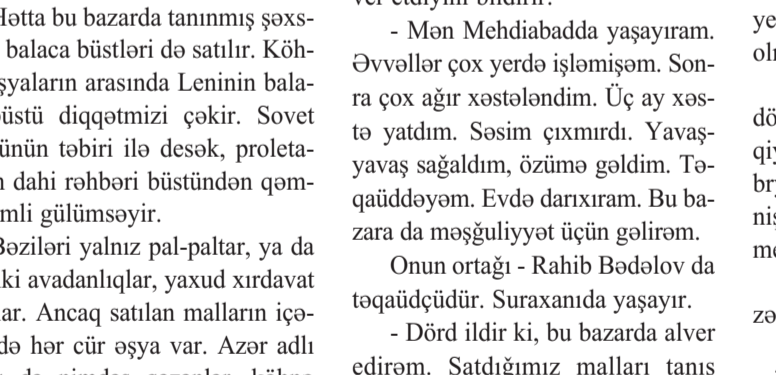 Hətta bu bazarda tanınmış şəxs-
balaca büstləri də satılır. Köh-
şyaların arasında Leninin bala-
üstü diqqətmizi çəkir. Sovet
ünün təbiri ilə desək, proleta-
n dahi rəhbəri büstündən qəm-
mli gülümsəyir.
Bəziləri yalnız pal-paltar, ya da
ki avadanlıqlar, yaxud xırdavat
ar. Ancaq satılan malların içə-
də hər cür əşya var. Azər adlı
- Mən Mehdiabadda yaşayıram.
Əvvəllər çox yerdə işləmişəm. Son-
ra çox ağır xəstələndim. Üç ay xəs-
tə yatdım. Səsim çıxmırdı. Yavaş-
yavaş sağaldım, özümə gəldim. Tə-
qaüddəyəm. Evdə darıxıram. Bu ba-
zara da məşğuliyyət üçün gəlirəm.
Onun ortağı - Rahib Bədəlov da
təqaüdçüdür. Suraxanıda yaşayır.
- Dörd ildir ki, bu bazarda alver
edirəm. Satdığımız malları tanış